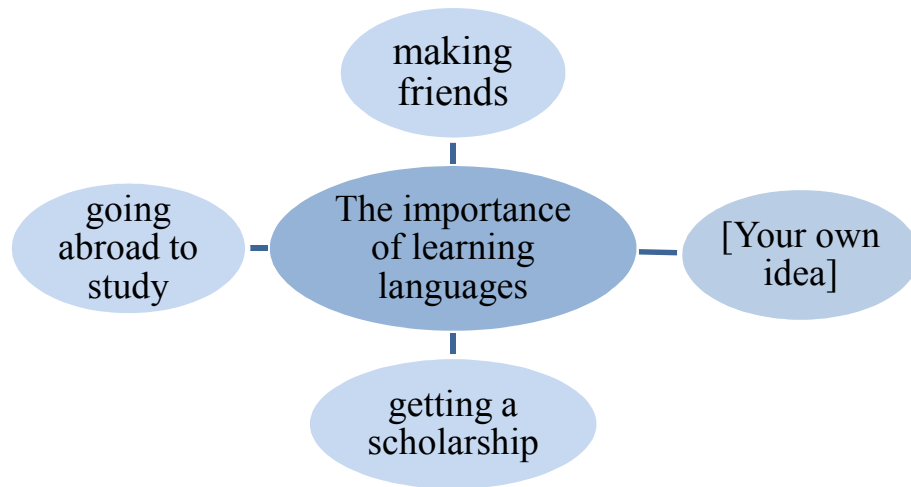 making
friends
going
abroad to
study
The importance
of learning
languages
[Your own
idea]
getting a
scholarship